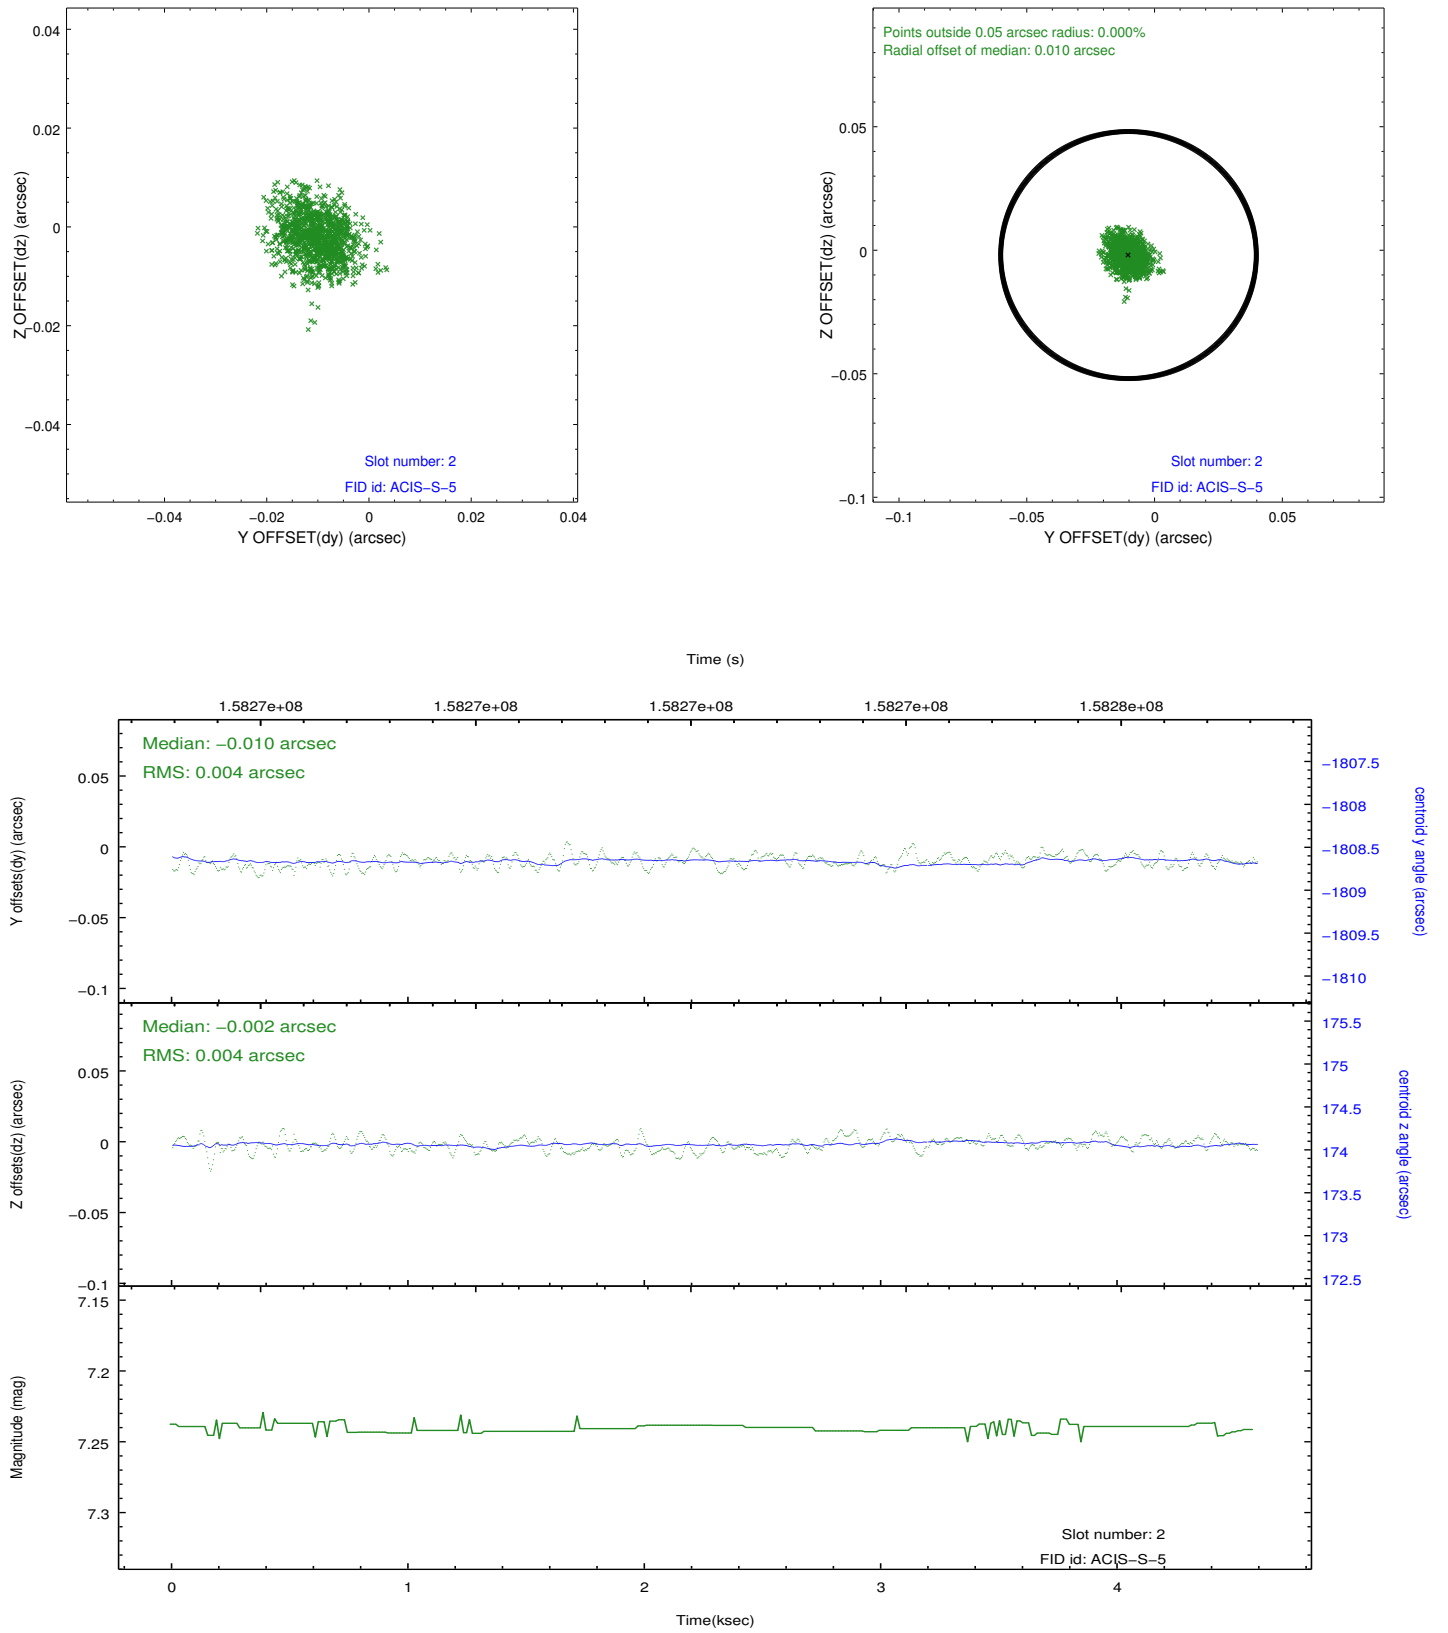 0.04
0.02
0
−0.02
−0.04
Z OFFSET(dz) (arcsec)
Slot number: 2
FID id: ACIS−S−5
−0.04
−0.02
0
0.02
0.04
Y OFFSET(dy) (arcsec)
Points outside 0.05 arcsec radius: 0.000%
Radial offset of median: 0.010 arcsec
0.05
0
−0.05
−0.1
Z OFFSET(dz) (arcsec)
Slot number: 2
FID id: ACIS−S−5
−0.1
−0.05
0
0.05
Y OFFSET(dy) (arcsec)
Time (s)
1.5827e+08
1.5827e+08
1.5827e+08
1.5827e+08
1.5828e+08
Median: −0.010 arcsec
RMS: 0.004 arcsec
0.05
0
−0.05
−0.1
Y offsets(dy) (arcsec)
−1807.5
−1808
−1808.5
−1809
−1809.5
−1810
centroid y angle (arcsec)
Median: −0.002 arcsec
RMS: 0.004 arcsec
0.05
0
−0.05
−0.1
Z offsets(dz) (arcsec)
175.5
175
174.5
174
173.5
173
172.5
centroid z angle (arcsec)
7.15
7.2
7.25
7.3
Magnitude (mag)
Slot number: 2
FID id: ACIS−S−5
0
1
2
3
4
Time(ksec)